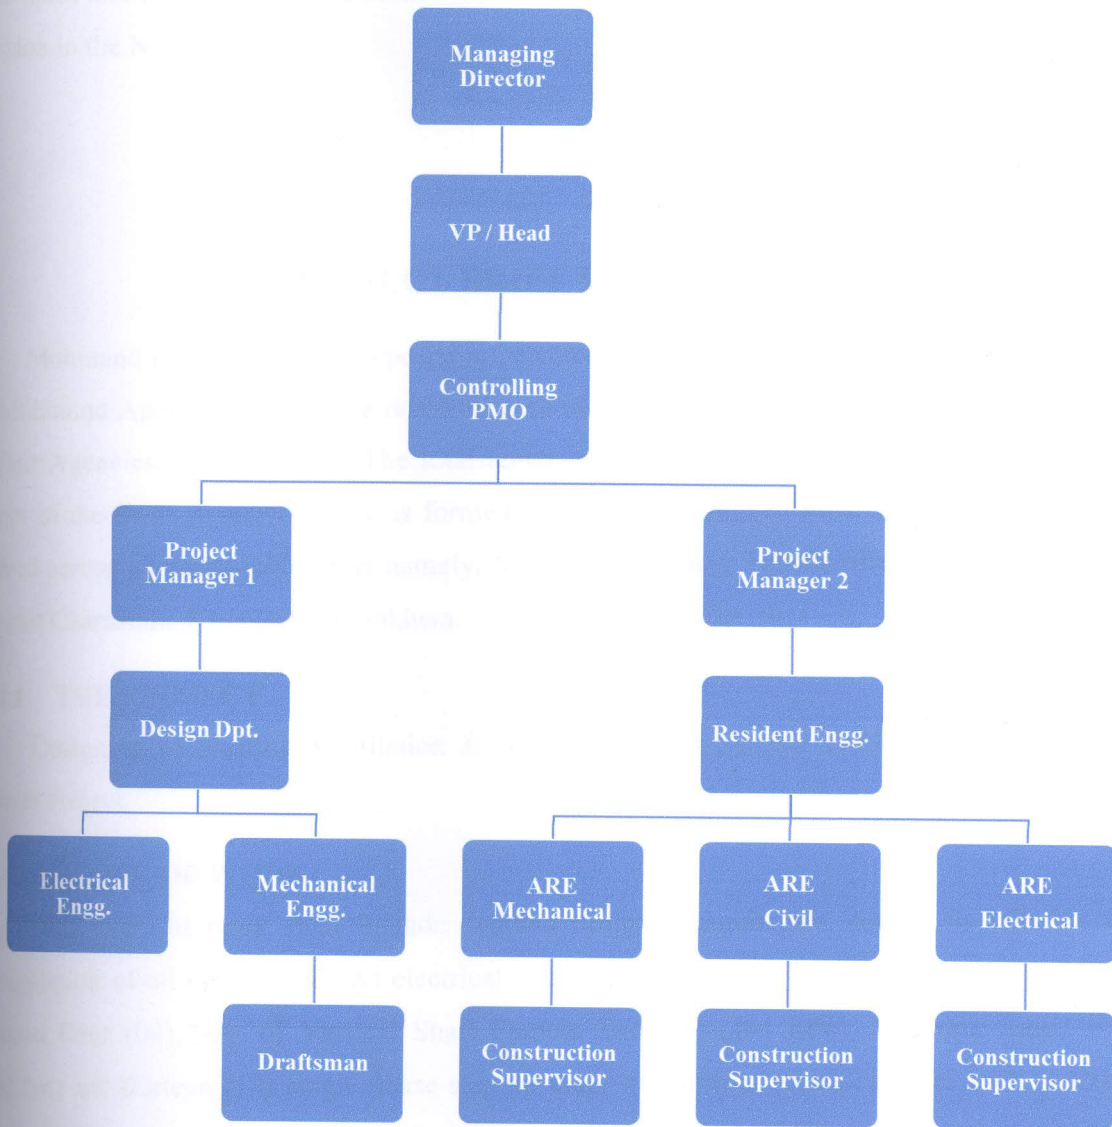 Managing
Director
VP / Head
Controlling
PMO
Project
Manager 1
Project
Manager 2
Design Dpt.
Resident Engg.
Electrical
Engg.
Mechanical
Engg.
ARE
Mechanical
ARE
Civil
ARE
Electrical
Draftsman
Construction
Supervisor
Construction
Supervisor
Construction
Supervisor